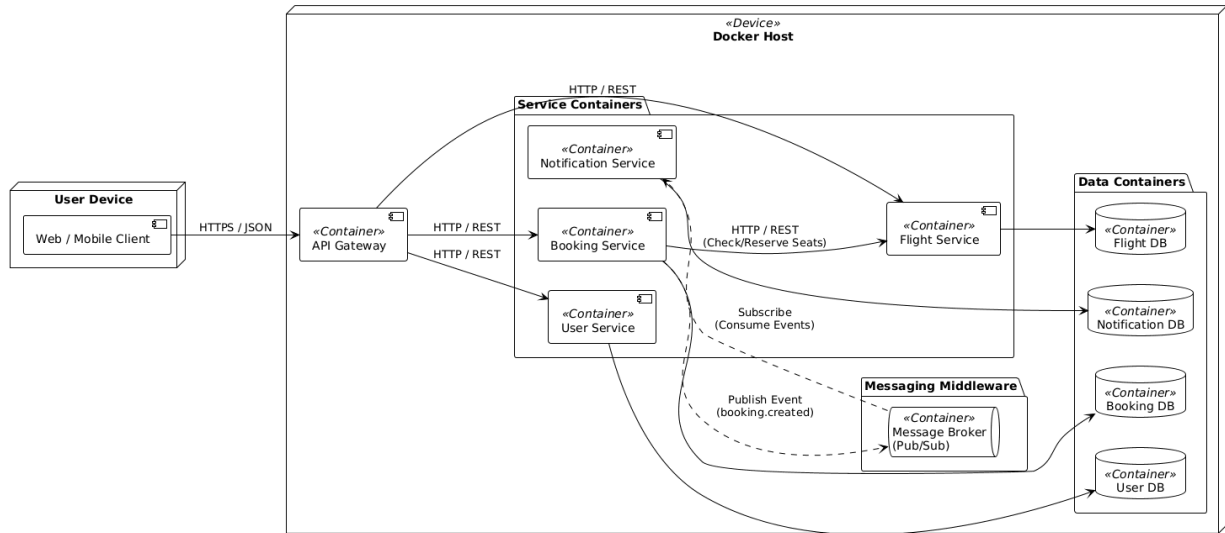 «Device»
Docker Host
HTTP / REST
Service Containers
«Container»
Notification Service
Data Containers
User Device
Web / Mobile Client
HTTPS / JSON
«Container»
API Gateway
HTTP / REST
«Container»
Booking Service
HTTP / REST
(Check/Reserve Seats)
«Container»
Flight Service
«Container»
Flight DB
HTTP / REST
«Container»
User Service
Subscribe
(Consume Events)
«Container»
Notification DB
Messaging Middleware
Publish Event
(booking.created)
«Container»
Message Broker
(Pub/Sub)
«Container»
Booking DB
«Container»
User DB